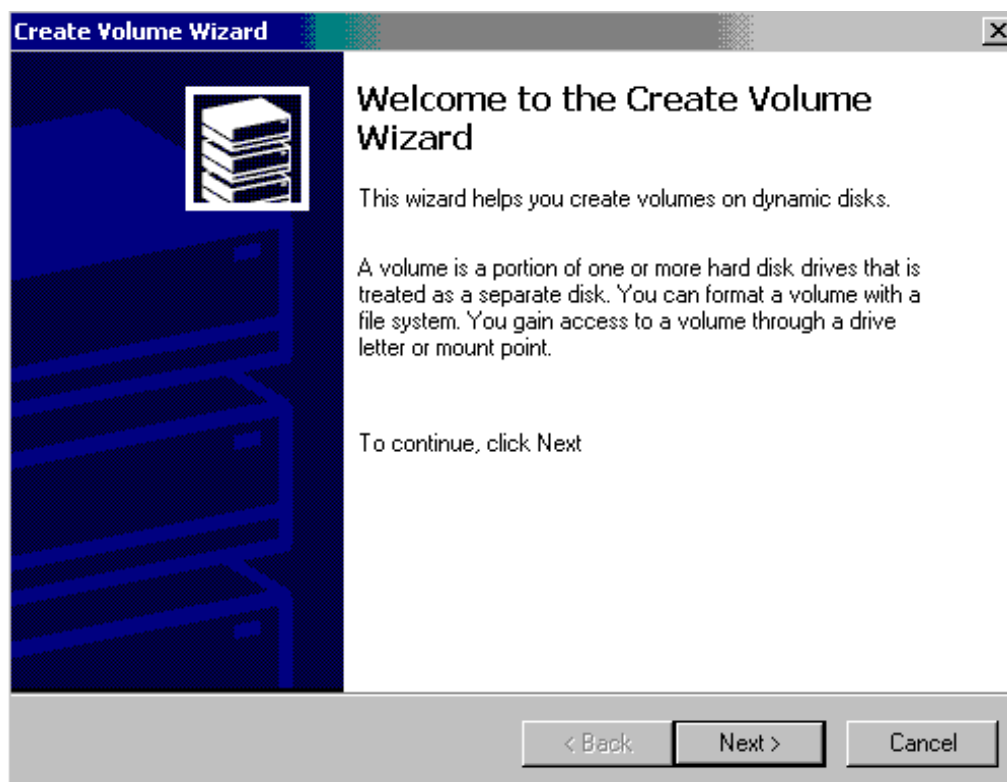 Create Volume Wizard
Welcome to the Create Volume
Wizard
This wizard helps you create volumes on dynamic disks.
A volume is a portion of one or more hard disk drives that is
treated as a separate disk. You can format a volume with a
file system. You gain access to a volume through a drive
letter or mount point.
To continue, click Next
< Back
Next >
Cancel